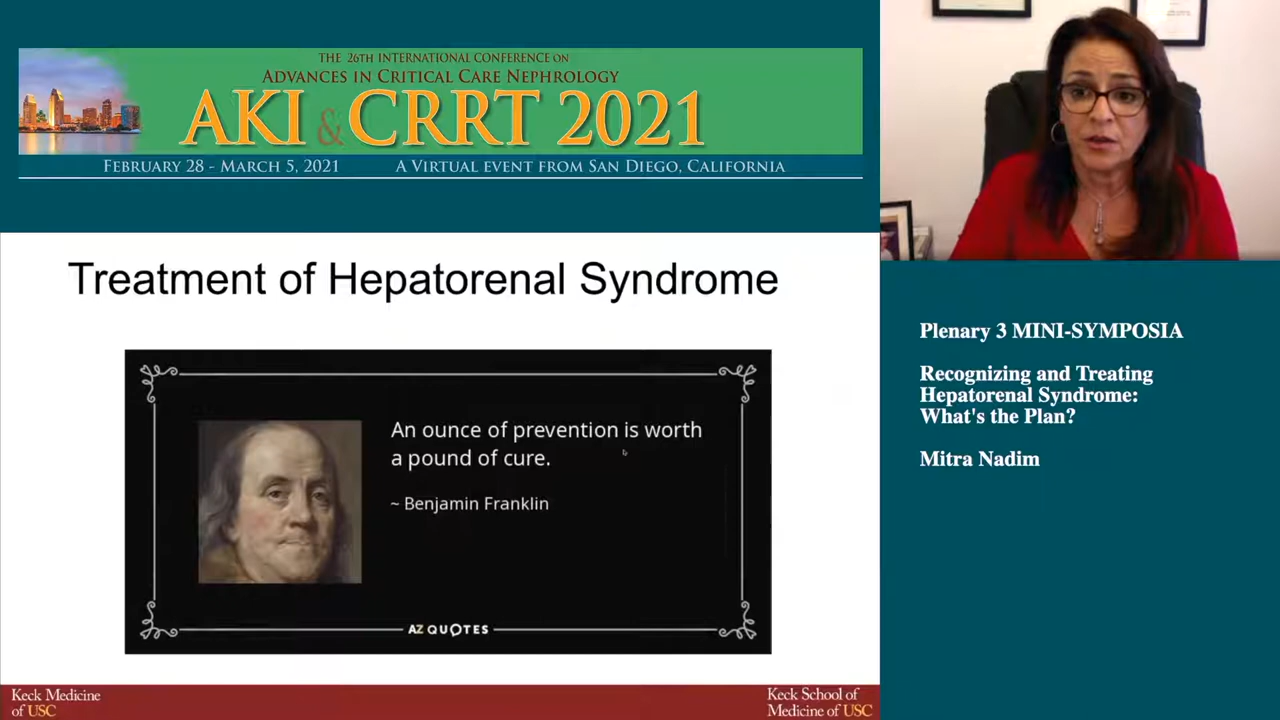 THE 26TH INTERNATIONAL CONFERENCE ON
ADVANCES IN CRITICAL CARE NEPHROLOGY
AKI & CRRT 2021
FEBRUARY 28 - MARCH 5, 2021 A VIRTUAL EVENT FROM SAN DIEGO, CALIFORNIA
Treatment of Hepatorenal Syndrome
An ounce of prevention is worth
a pound of cure.
~ Benjamin Franklin
AZ QUOTES
Keck Medicine
of USC
Keck School of
Medicine of USC
Plenary 3 MINI-SYMPOSIA
Recognizing and Treating
Hepatorenal Syndrome:
What's the Plan?
Mitra Nadim